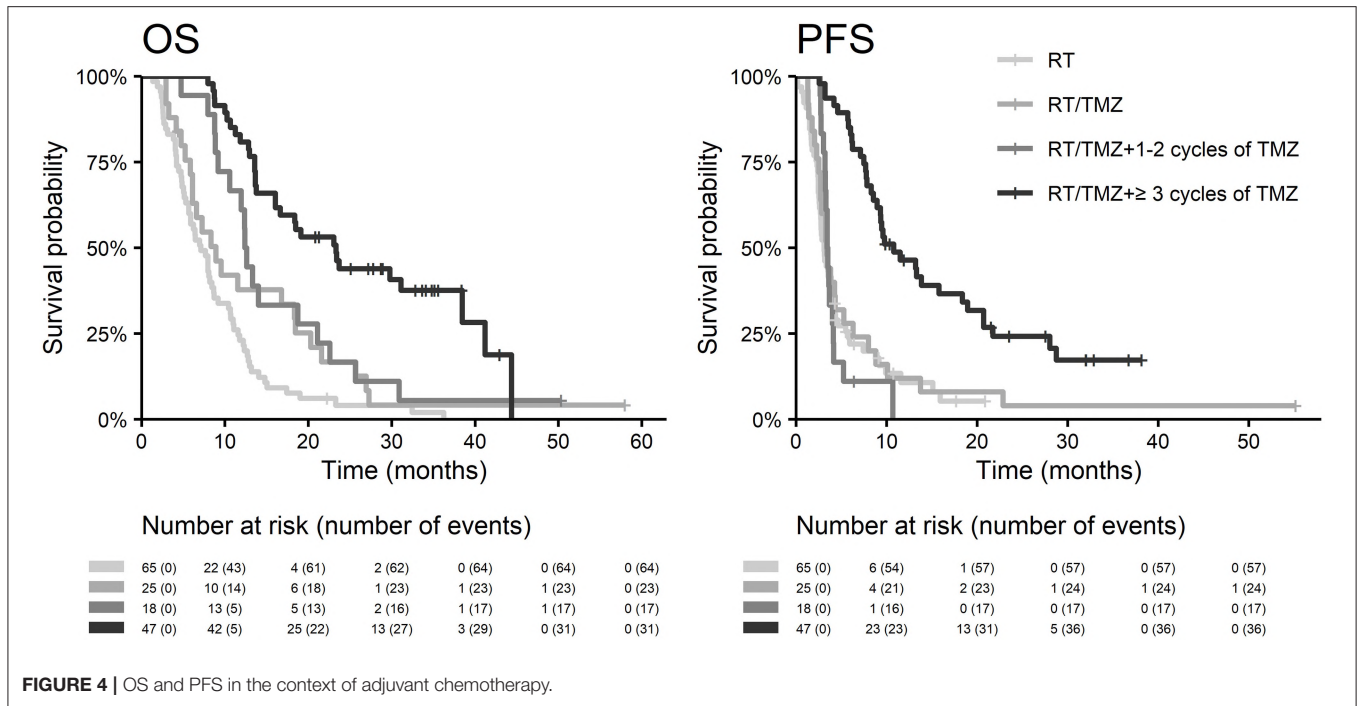 OS
100%
75%
50%
25%
0%
Survival probability
0 10 20 30 40 50 60
Time (months)
Number at risk (number of events)
65 (0) 22 (43) 4 (61) 2 (62) 0 (64) 0 (64) 0 (64)
25 (0) 10 (14) 6 (18) 1 (23) 1 (23) 1 (23) 0 (23)
18 (0) 13 (5) 5 (13) 2 (16) 1 (17) 1 (17) 0 (17)
47 (0) 42 (5) 25 (22) 13 (27) 3 (29) 0 (31) 0 (31)
PFS
RT
RT/TMZ
RT/TMZ+1-2 cycles of TMZ
RT/TMZ+≥ 3 cycles of TMZ
100%
75%
50%
25%
0%
Survival probability
0 10 20 30 40 50
Time (months)
Number at risk (number of events)
65 (0) 6 (54) 1 (57) 0 (57) 0 (57) 0 (57)
25 (0) 4 (21) 2 (23) 1 (24) 1 (24) 1 (24)
18 (0) 1 (16) 0 (17) 0 (17) 0 (17) 0 (17)
47 (0) 23 (23) 13 (31) 5 (36) 0 (36) 0 (36)
FIGURE 4 | OS and PFS in the context of adjuvant chemotherapy.